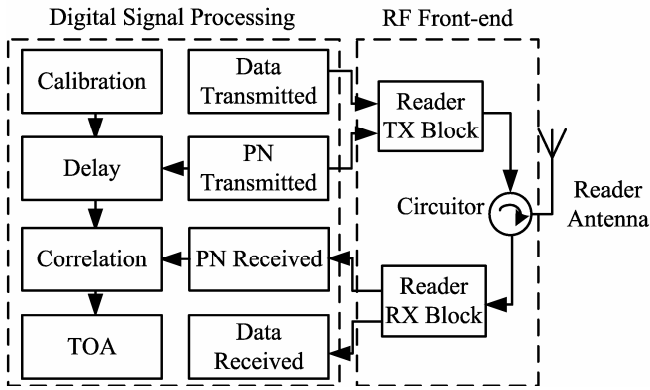 Digital Signal Processing
RF Front-end
Calibration
Data
Transmitted
Reader
TX Block
Delay
PN
Transmitted
Circuitor
Reader
Antenna
Correlation
PN Received
Reader
RX Block
TOA
Data
Received